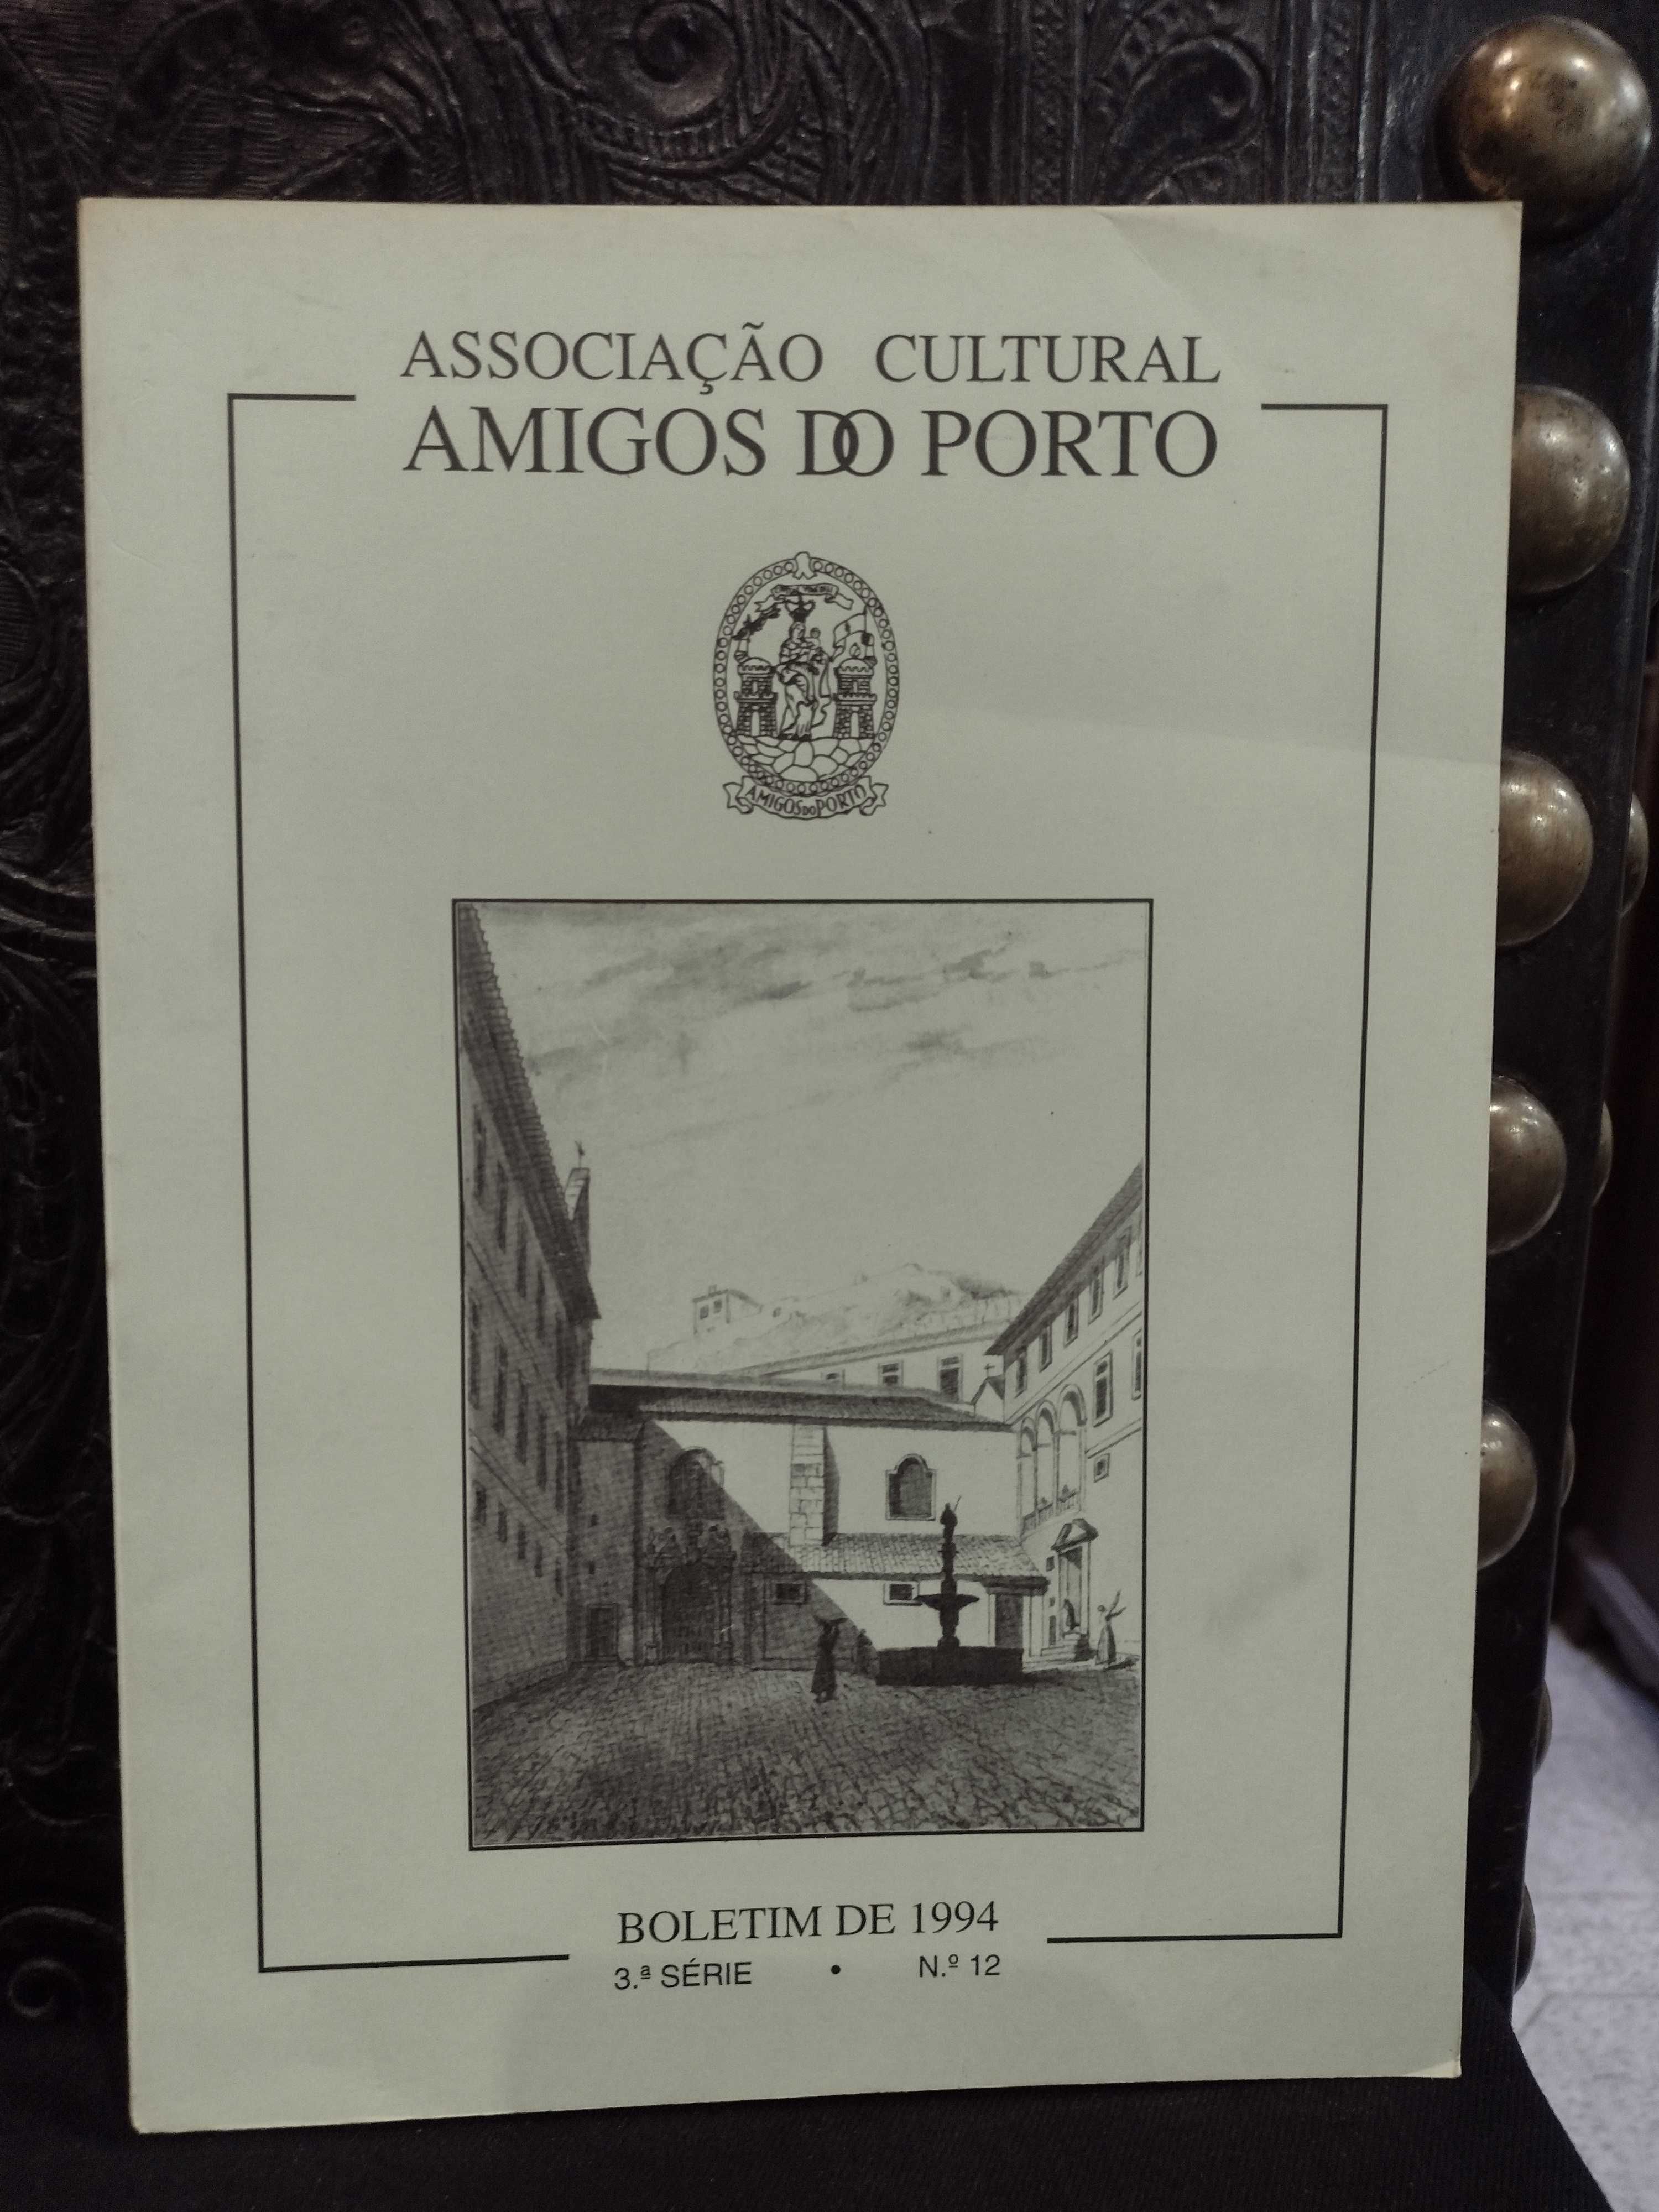 ASSOCIAÇÃO CULTURAL
AMIGOS DO PORTO
AMIGOS DO PORTO
BOLETIM DE 1994
3.ª SÉRIE • N.º 12